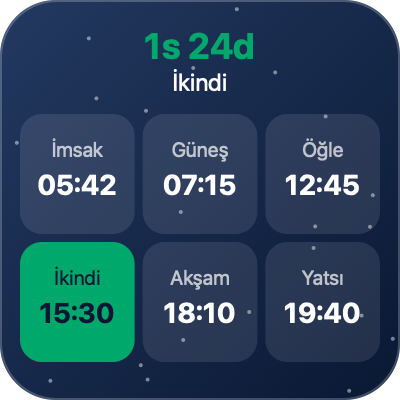 1s 24d
İkindi
İmsak
05:42
Güneş
07:15
Öğle
12:45
İkindi
15:30
Akşam
18:10
Yatsı
19:40